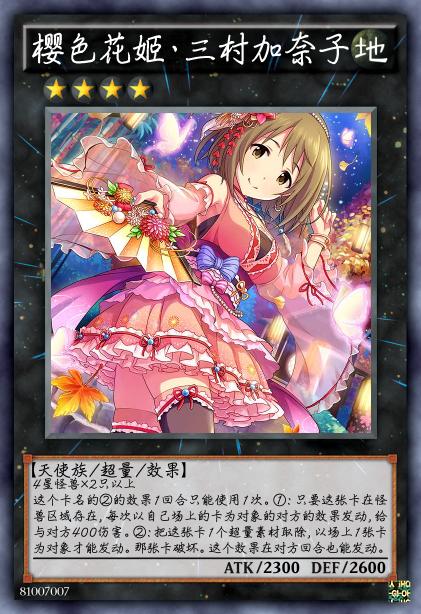 樱色花姬·三村加奈子 地
【天使族/超量/效果】
4星怪兽×2只以上
这个卡名的②的效果1回合只能使用1次。①：只要这张卡在怪
兽区域存在，每次以自己场上的卡为对象的对方的效果发动，给
与对方400伤害。②：把这张卡1个超量素材取除，以场上1张卡
为对象才能发动。那张卡破坏。这个效果在对方回合也能发动。
ATK/2300 DEF/2600
81007007